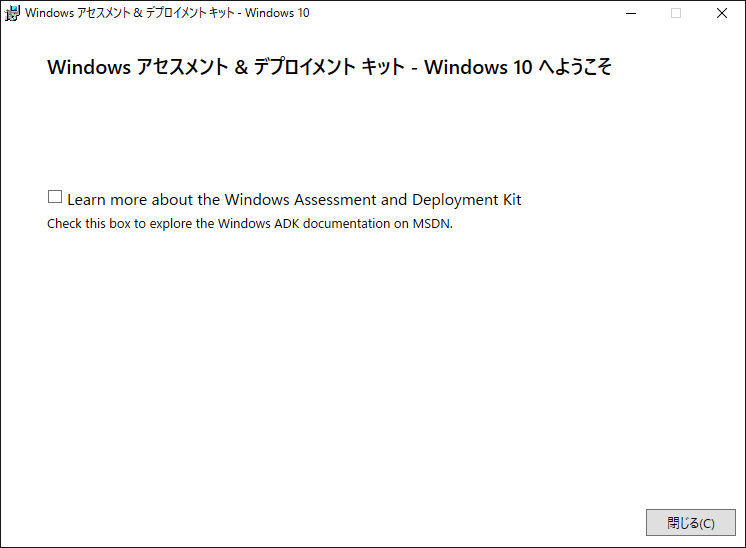 Windows アセスメント & デプロイメント キット - Windows 10
Windows アセスメント & デプロイメント キット - Windows 10 へようこそ
Learn more about the Windows Assessment and Deployment Kit
Check this box to explore the Windows ADK documentation on MSDN.
閉じる(C)